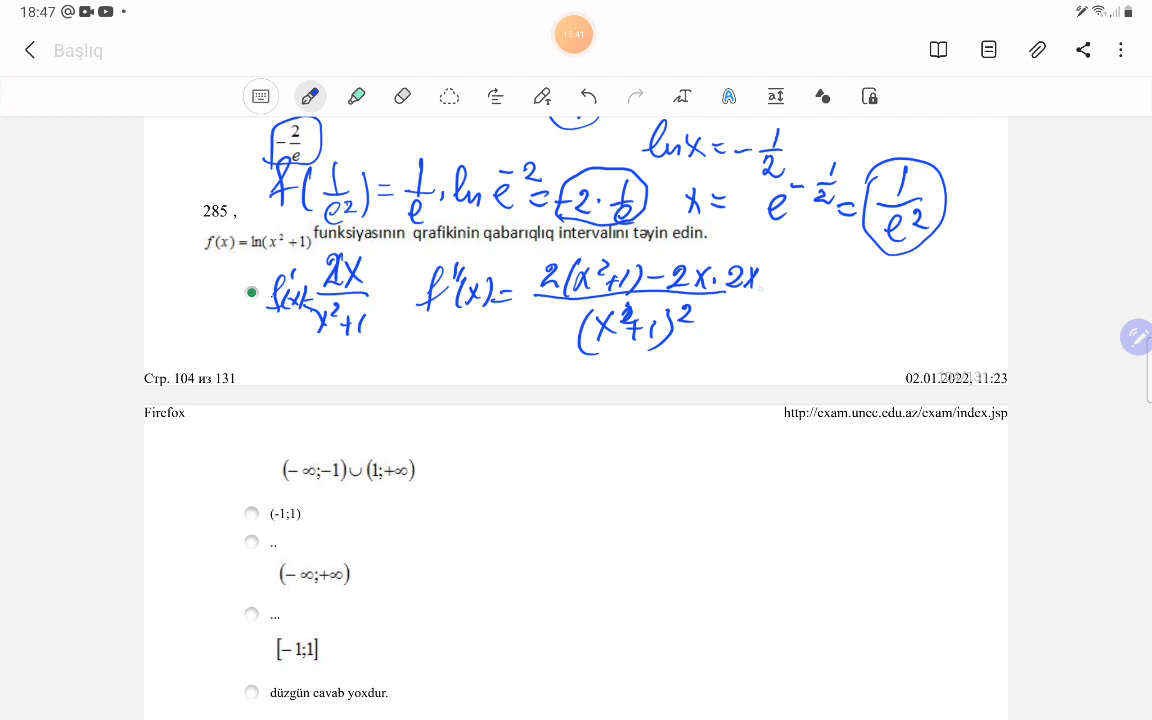 18:47
15:41
Başlıq
-2/e
ln x = -1/2
f(1/e²) = 1/e · ln e⁻² = -2 · 1/e
x = e^(-1/2) = 1/e²
285 ,
f(x) = ln(x² +1) funksiyasının qrafikinin qabarıqlıq intervalını təyin edin.
f'(x) = 2x/(x²+1) f''(x) = (2(x²+1) - 2x · 2x)/(x²+1)²
Стр. 104 из 131
02.01.2022, 11:23
Firefox
http://exam.unec.edu.az/exam/index.jsp
(- ∞;-1)∪(1;+∞)
(-1;1)
..
(- ∞;+∞)
...
[-1;1]
düzgün cavab yoxdur.